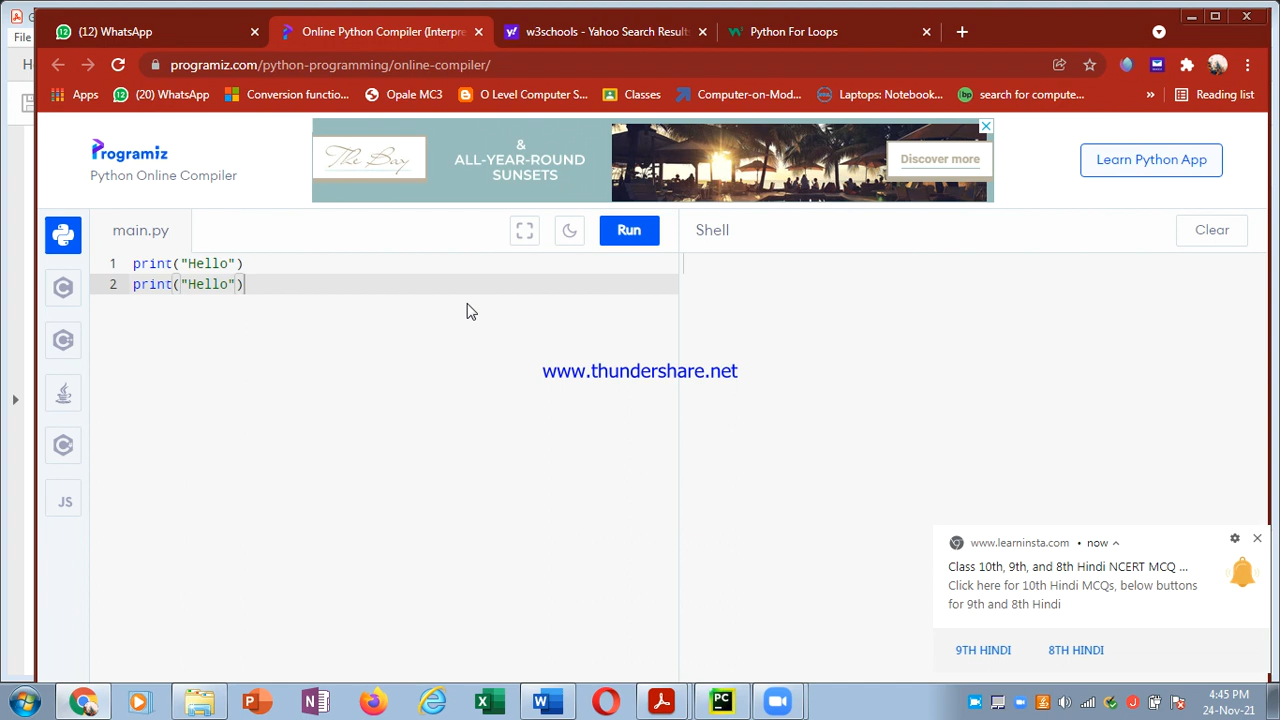 File
(12) WhatsApp
Online Python Compiler (Interpre
w3schools - Yahoo Search Results
Python For Loops
programiz.com/python-programming/online-compiler/
Apps
(20) WhatsApp
Conversion functio...
Opale MC3
O Level Computer S...
Classes
Computer-on-Mod...
Laptops: Notebook...
search for compute...
»
Reading list
Programiz
Python Online Compiler
The Bay
&
ALL-YEAR-ROUND
SUNSETS
Discover more
Learn Python App
main.py
Run
Shell
Clear
1 print("Hello")
2 print("Hello")
JS
www.thundershare.net
www.learninsta.com • now
Class 10th, 9th, and 8th Hindi NCERT MCQ ...
Click here for 10th Hindi MCQs, below buttons
for 9th and 8th Hindi
9TH HINDI
8TH HINDI
4:45 PM
24-Nov-21